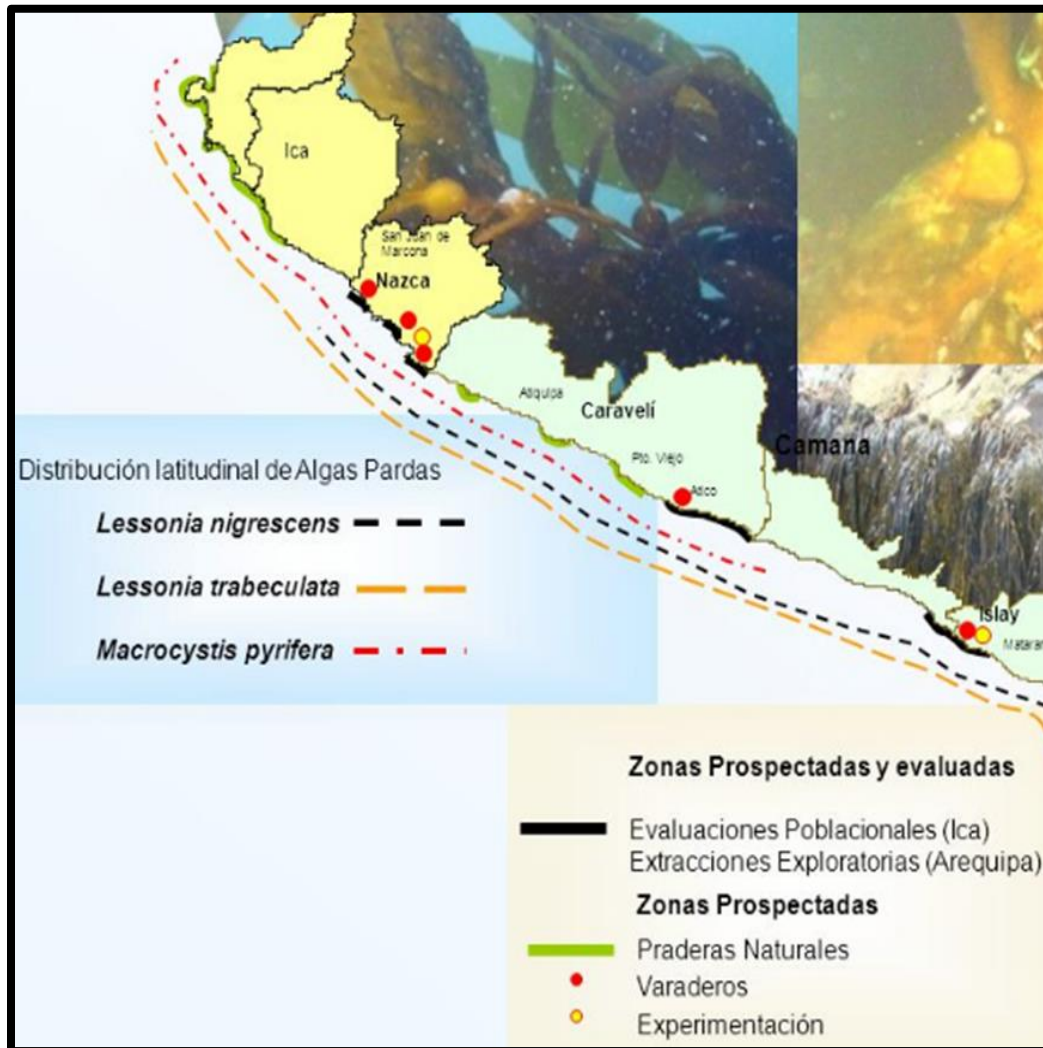 Ica
San Juan de
Marcona
Nazca
Atiquipa
Caravelí
Camana
Pto. Viejo
Atico
Islay
Mataran
Distribución latitudinal de Algas Pardas
Lessonia nigrescens
Lessonia trabeculata
Macrocystis pyrifera
Zonas Prospectadas y evaluadas
Evaluaciones Poblacionales (Ica)
Extracciones Exploratorias (Arequipa)
Zonas Prospectadas
Praderas Naturales
Varaderos
Experimentación